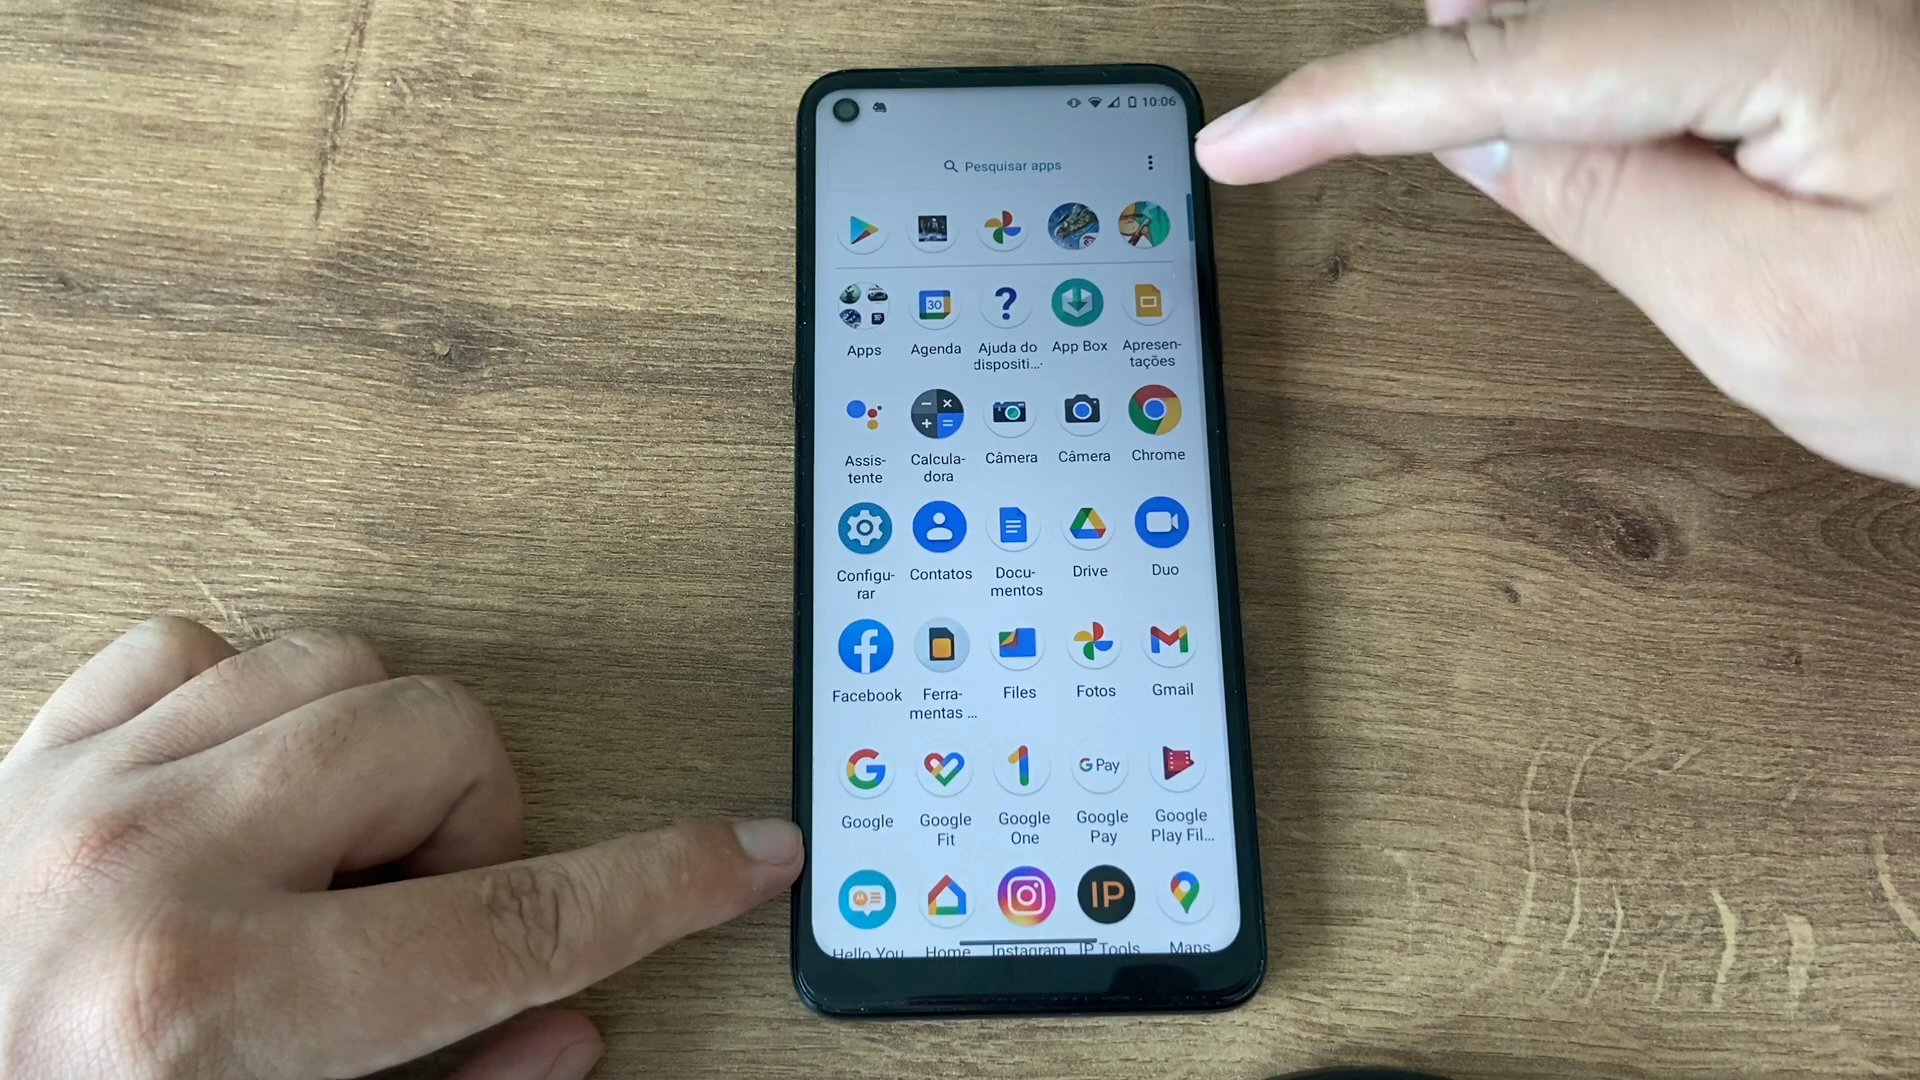 10:06
Pesquisar apps
30
Apps Agenda Ajuda do dispositi... App Box Apresen-tações
Assis-tente Calcula-dora Câmera Câmera Chrome
Configu-rar Contatos Docu-mentos Drive Duo
Facebook Ferra-mentas ... Files Fotos Gmail
G Pay
Google Google Fit Google One Google Pay Google Play Fil...
IP
Hello You Home Instagram IP Tools Maps